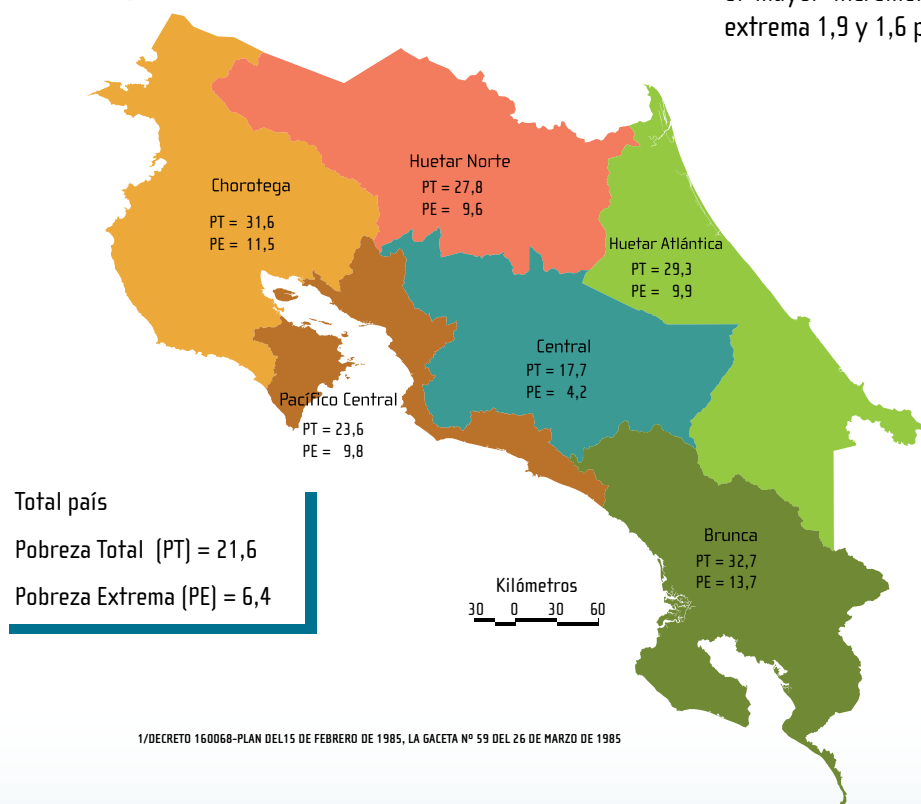 extrema 1,9 y 1,6 p
Huetar Norte
PT = 27,8
PE = 9,6
Chorotega
PT = 31,6
PE = 11,5
Huetar Atlántica
PT = 29,3
PE = 9,9
Central
PT = 17,7
PE = 4,2
Pacífico Central
PT = 23,6
PE = 9,8
Total país
Pobreza Total (PT) = 21,6
Pobreza Extrema (PE) = 6,4
Brunca
PT = 32,7
PE = 13,7
Kilómetros
30 0 30 60
1/DECRETO 160068-PLAN DEL15 DE FEBRERO DE 1985, LA GACETA Nº 59 DEL 26 DE MARZO DE 1985